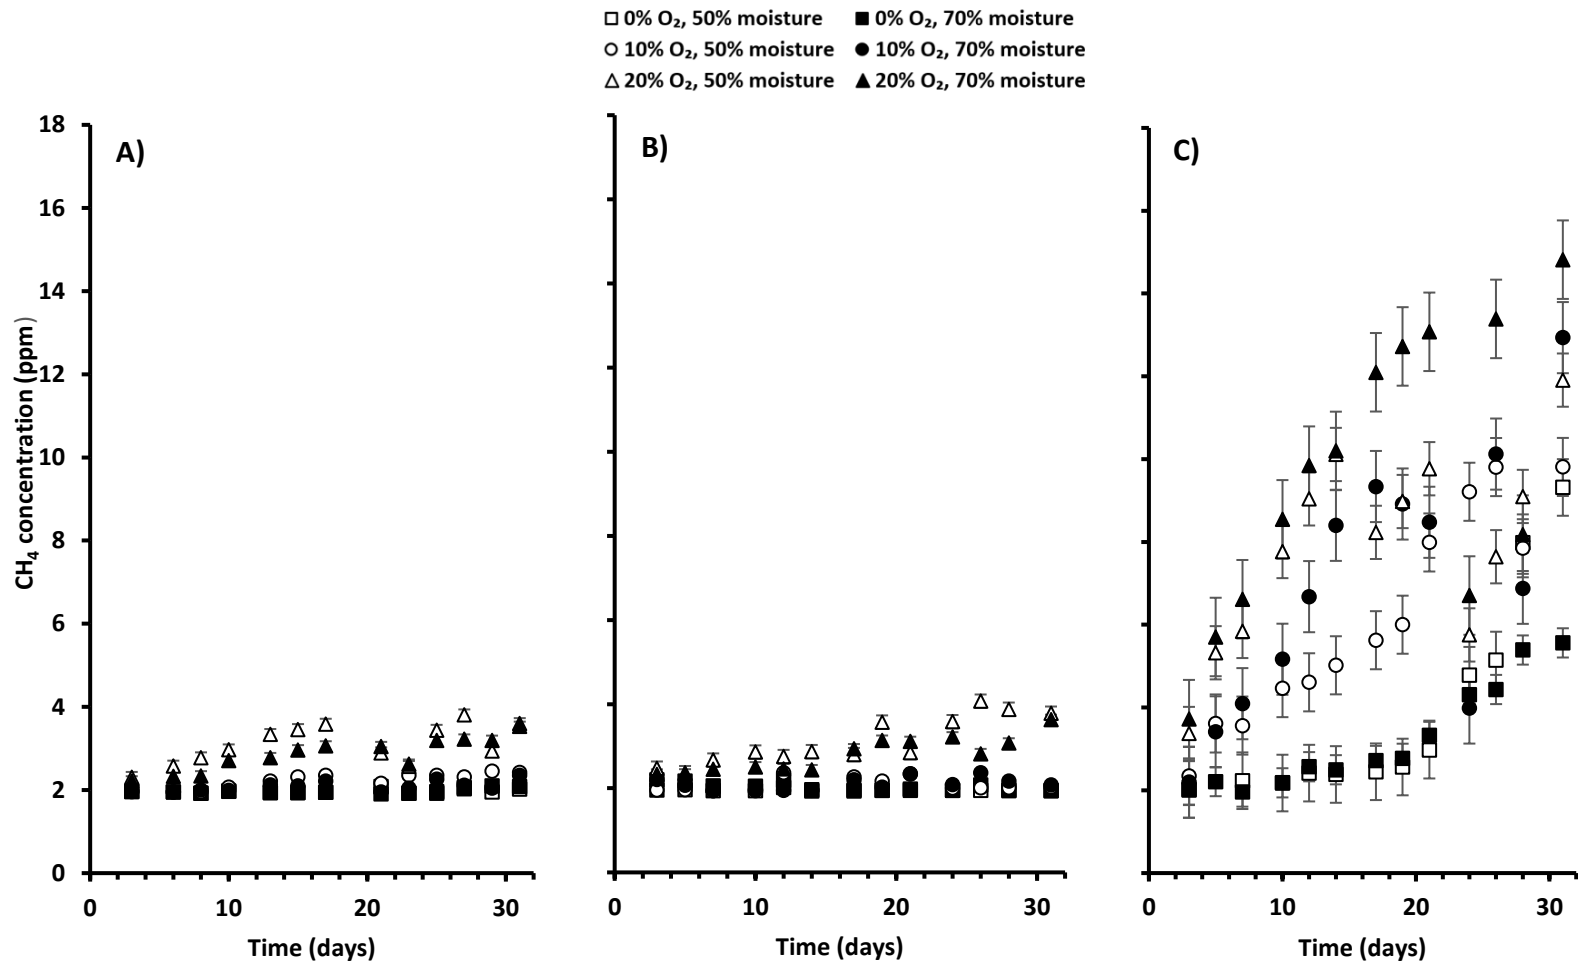 0% O₂, 50% moisture 0% O₂, 70% moisture
10% O₂, 50% moisture 10% O₂, 70% moisture
20% O₂, 50% moisture 20% O₂, 70% moisture
A)
B)
C)
CH₄ concentration (ppm)
18
16
14
12
10
8
6
4
2
0
0 10 20 30
0 10 20 30
0 10 20 30
Time (days)
Time (days)
Time (days)